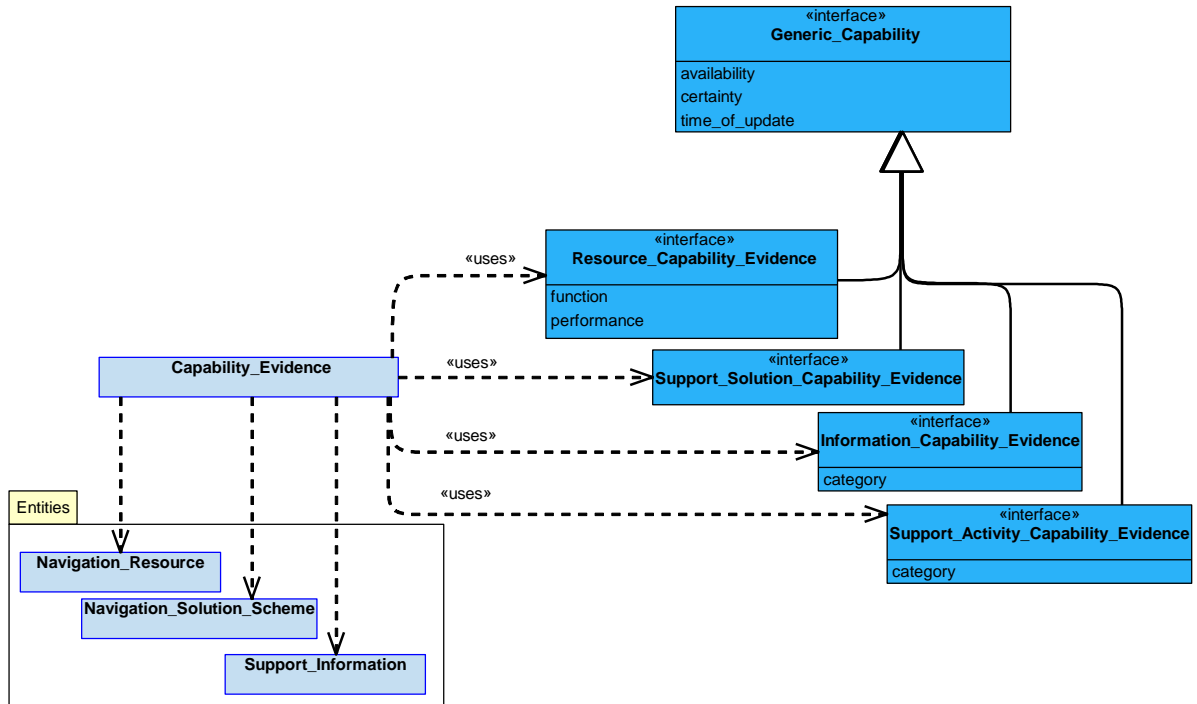 «interface»
Generic_Capability
availability
certainty
time_of_update
«interface»
Resource_Capability_Evidence
function
performance
«uses»
Capability_Evidence
«uses»
«interface»
Support_Solution_Capability_Evidence
«uses»
«interface»
Information_Capability_Evidence
category
«uses»
«interface»
Support_Activity_Capability_Evidence
category
Entities
Navigation_Resource
Navigation_Solution_Scheme
Support_Information